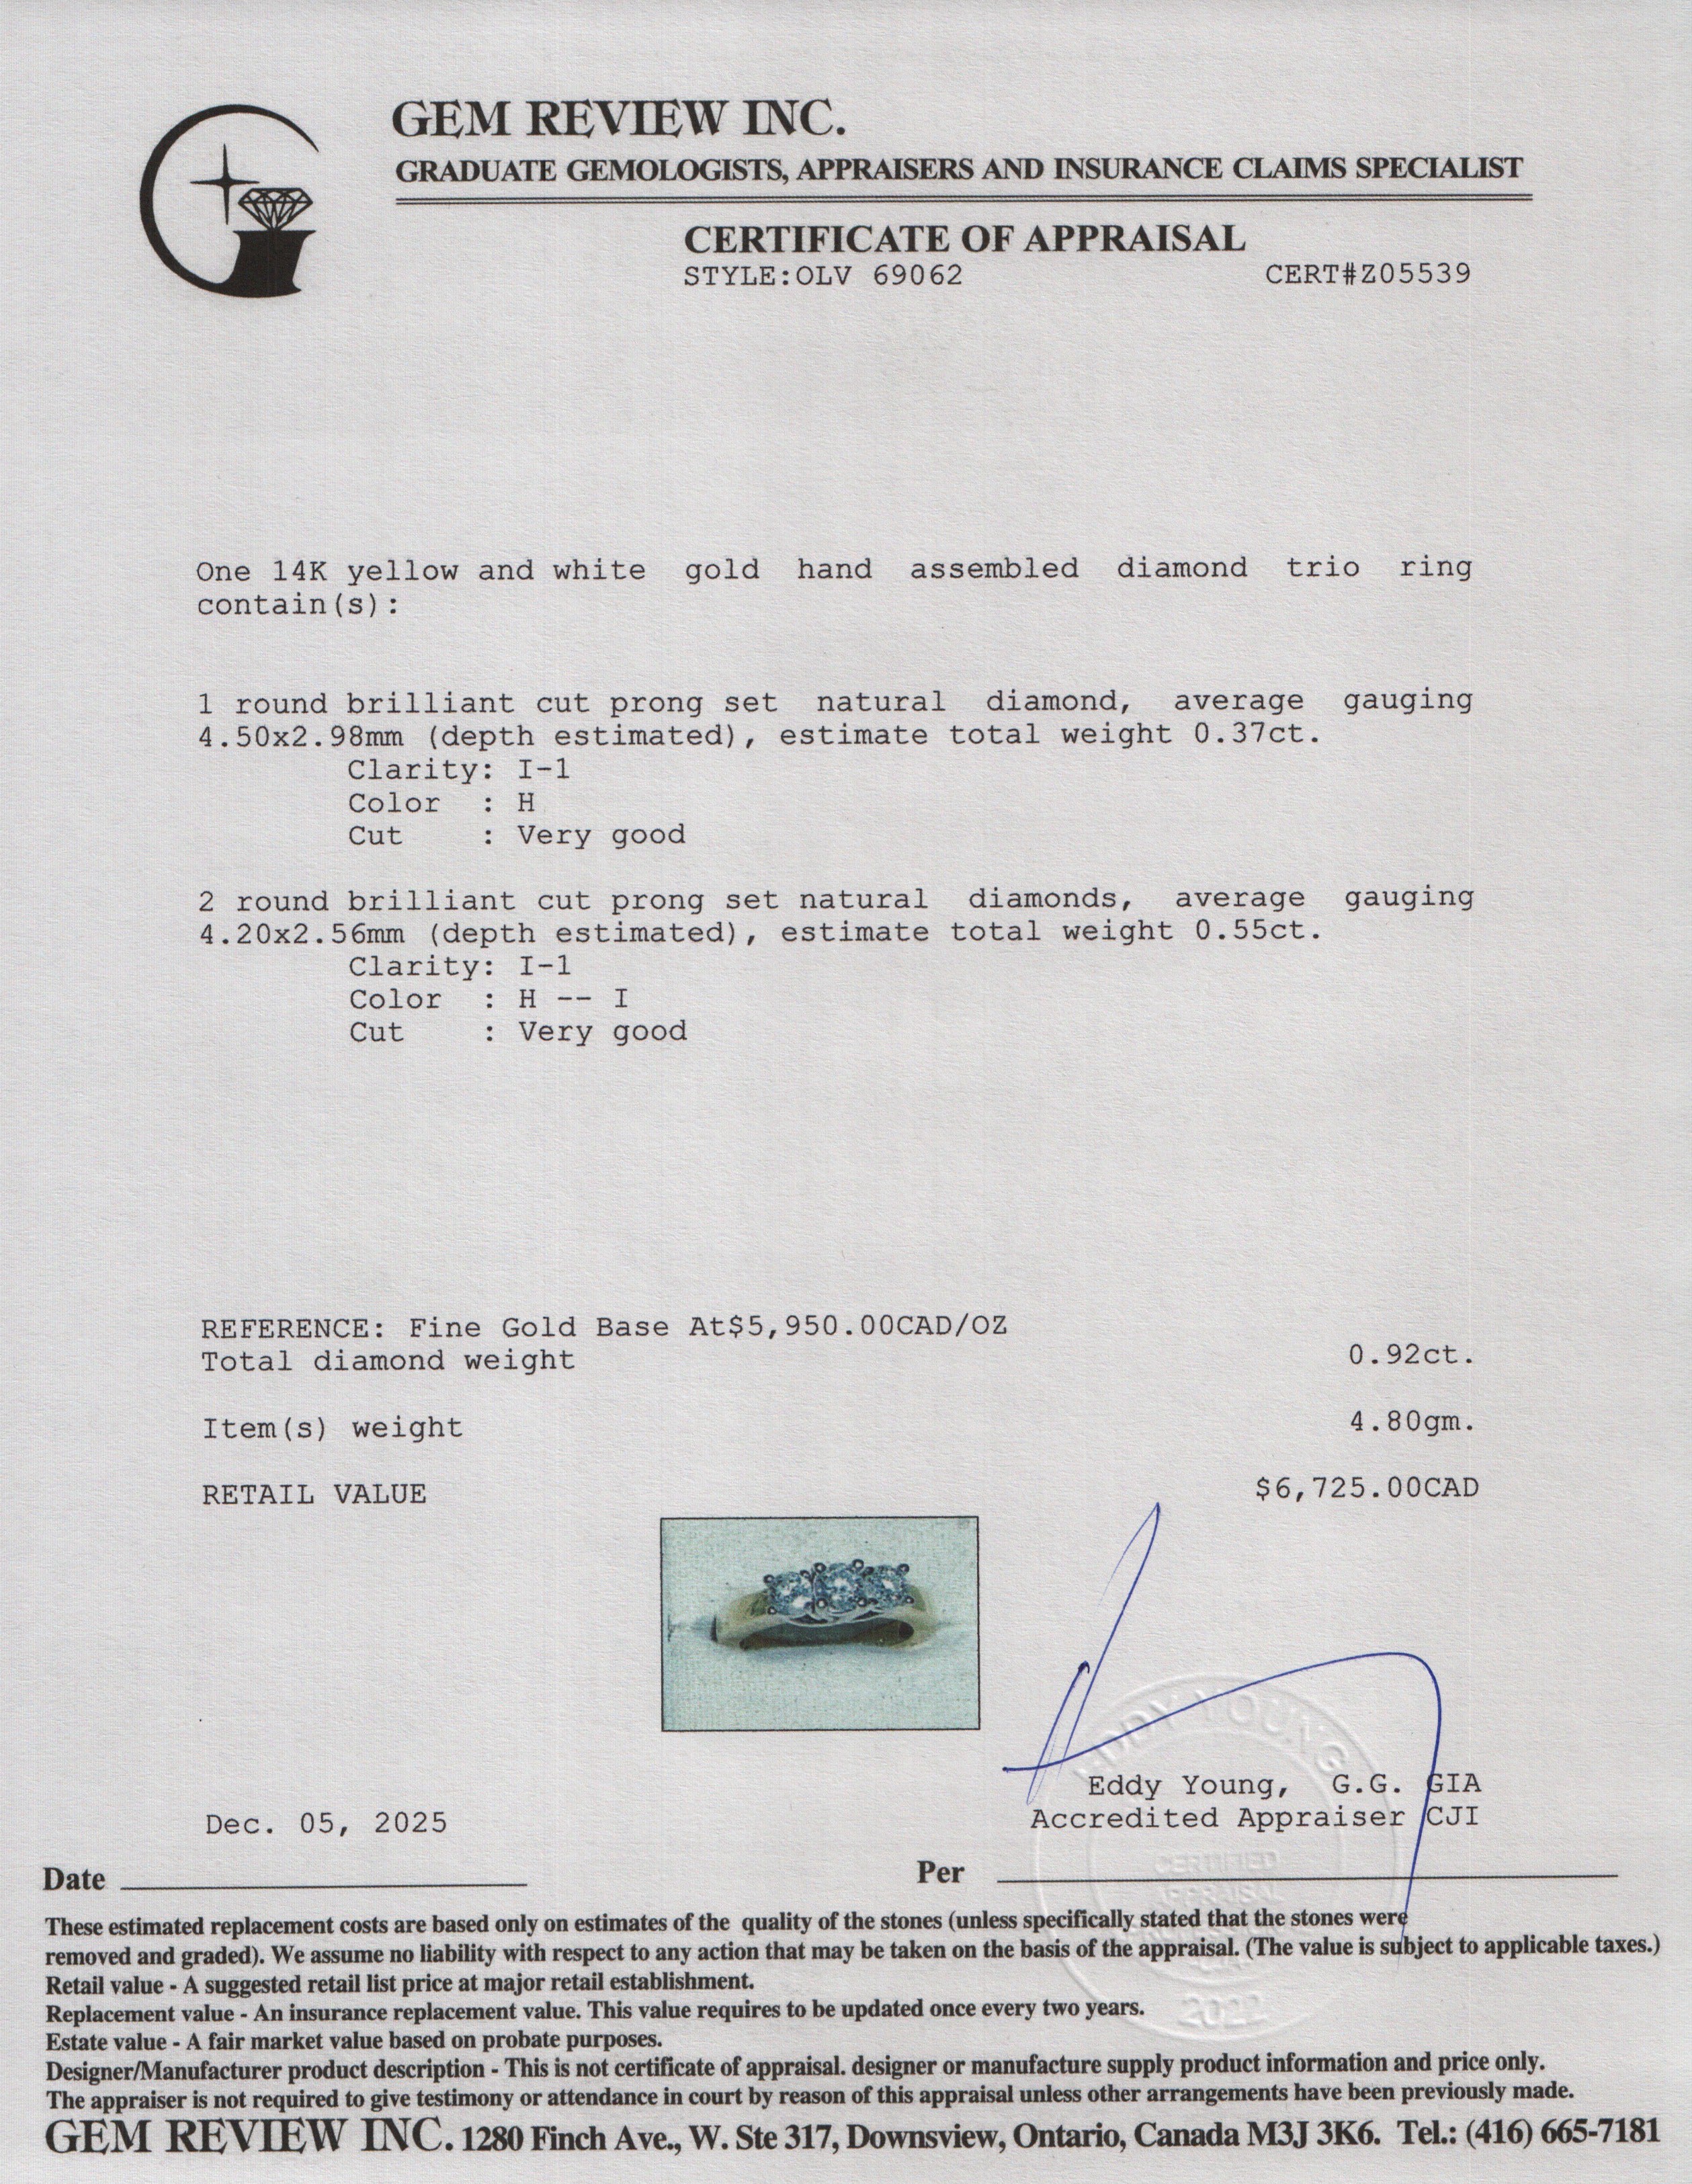 GEM REVIEW INC.
GRADUATE GEMOLOGISTS, APPRAISERS AND INSURANCE CLAIMS SPECIALIST
CERTIFICATE OF APPRAISAL
STYLE:OLV 69062 CERT#Z05539
One 14K yellow and white gold hand assembled diamond trio ring
contain(s):
1 round brilliant cut prong set natural diamond, average gauging
4.50x2.98mm (depth estimated), estimate total weight 0.37ct.
Clarity: I-1
Color : H
Cut : Very good
2 round brilliant cut prong set natural diamonds, average gauging
4.20x2.56mm (depth estimated), estimate total weight 0.55ct.
Clarity: I-1
Color : H -- I
Cut : Very good
REFERENCE: Fine Gold Base At$5,950.00CAD/OZ
Total diamond weight 0.92ct.
Item(s) weight 4.80gm.
RETAIL VALUE $6,725.00CAD
EDDY YOUNG
Eddy Young, G.G. GIA
Dec. 05, 2025 Accredited Appraiser CJI
CERTIFIED
APPRAISAL
Date Per
These estimated replacement costs are based only on estimates of the quality of the stones (unless specifically stated that the stones were
removed and graded). We assume no liability with respect to any action that may be taken on the basis of the appraisal. (The value is subject to applicable taxes.)
Retail value - A suggested retail list price at major retail establishment.
Replacement value - An insurance replacement value. This value requires to be updated once every two years.
2022
Estate value - A fair market value based on probate purposes.
Designer/Manufacturer product description - This is not certificate of appraisal. designer or manufacture supply product information and price only.
The appraiser is not required to give testimony or attendance in court by reason of this appraisal unless other arrangements have been previously made.
GEM REVIEW INC. 1280 Finch Ave., W. Ste 317, Downsview, Ontario, Canada M3J 3K6. Tel.: (416) 665-7181